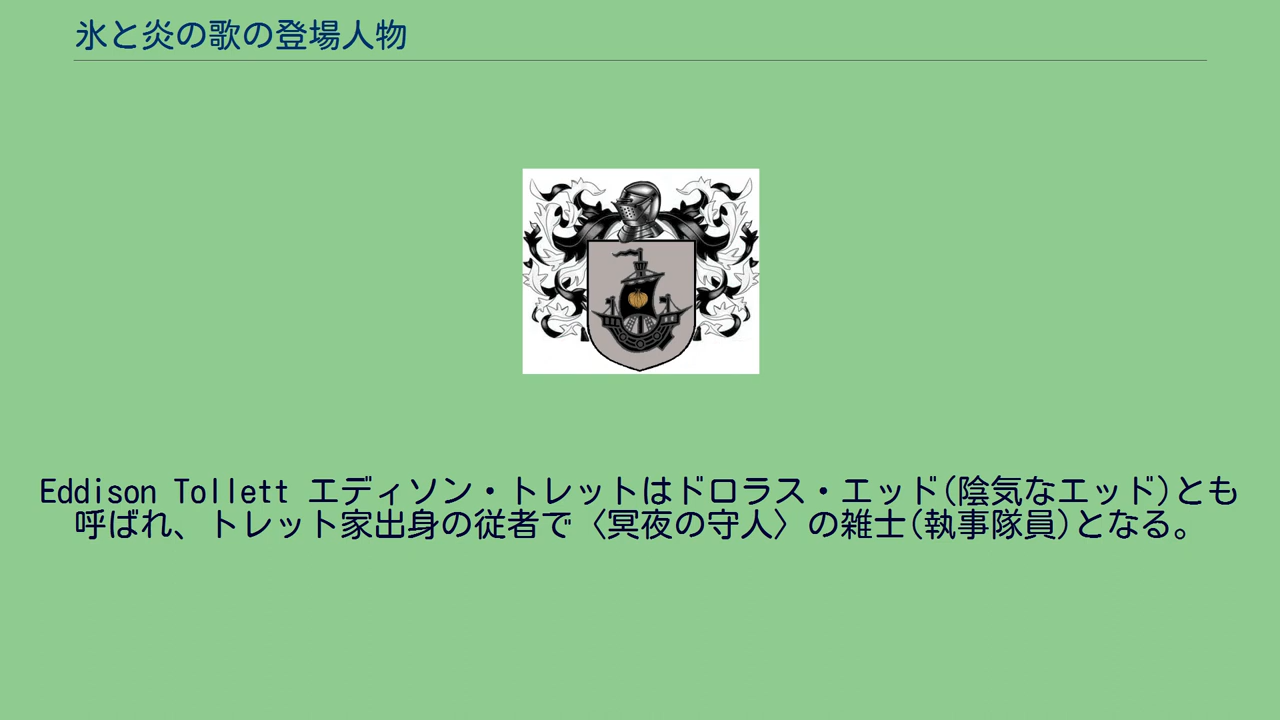 氷と炎の歌の登場人物
Eddison Tollett エディソン・トレットはドロラス・エッド(陰気なエッド)とも
呼ばれ、トレット家出身の従者で〈冥夜の守人〉の雑士(執事隊員)となる。